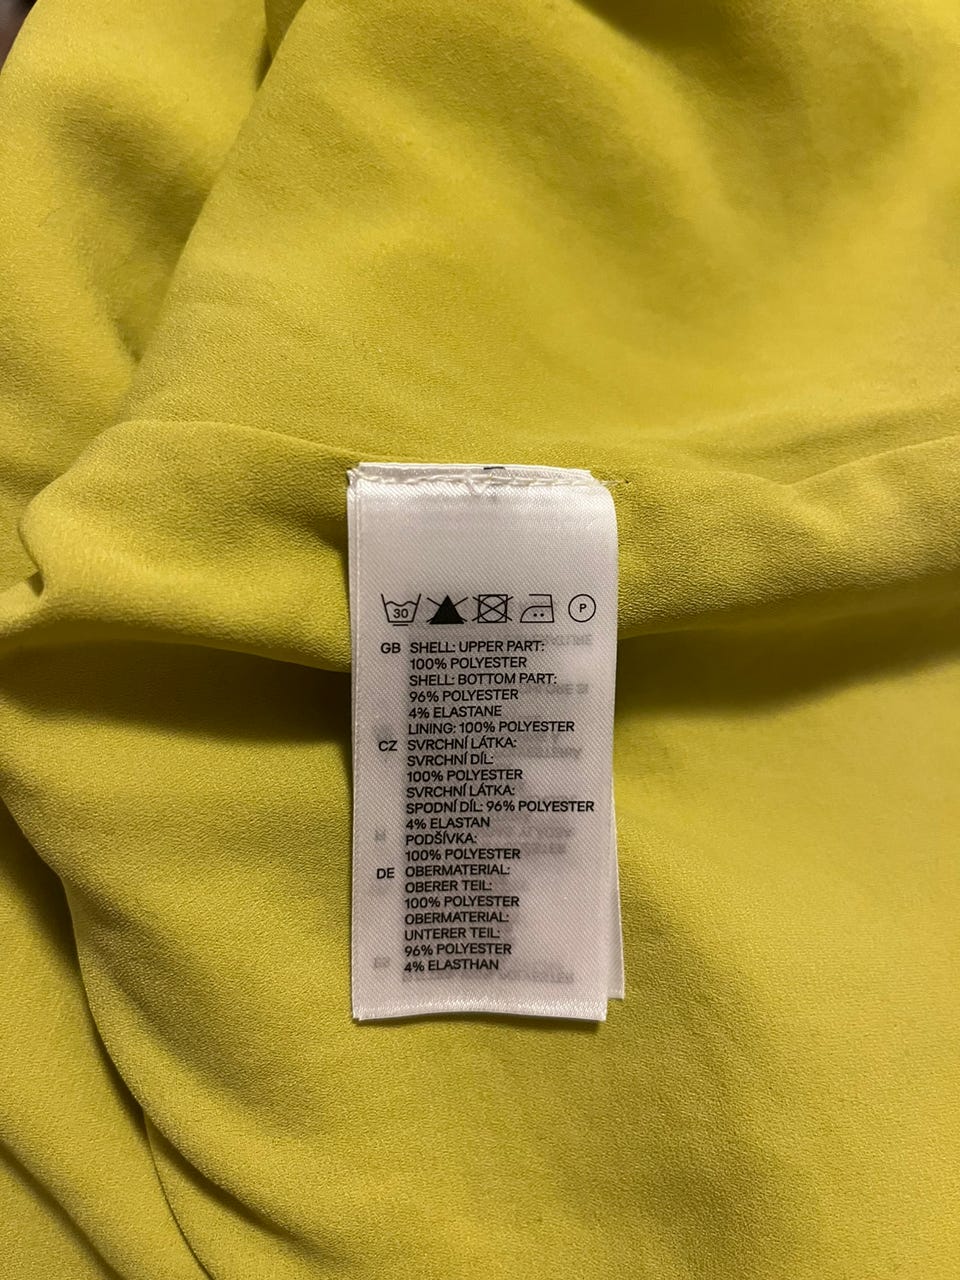 30 P
GB SHELL: UPPER PART:
100% POLYESTER
SHELL: BOTTOM PART:
96% POLYESTER
4% ELASTANE
LINING: 100% POLYESTER
CZ SVRCHNÍ LÁTKA:
SVRCHNÍ DÍL:
100% POLYESTER
SVRCHNÍ LÁTKA:
SPODNÍ DÍL: 96% POLYESTER
4% ELASTAN
PODŠÍVKA:
100% POLYESTER
DE OBERMATERIAL:
OBERER TEIL:
100% POLYESTER
OBERMATERIAL:
UNTERER TEIL:
96% POLYESTER
4% ELASTHAN